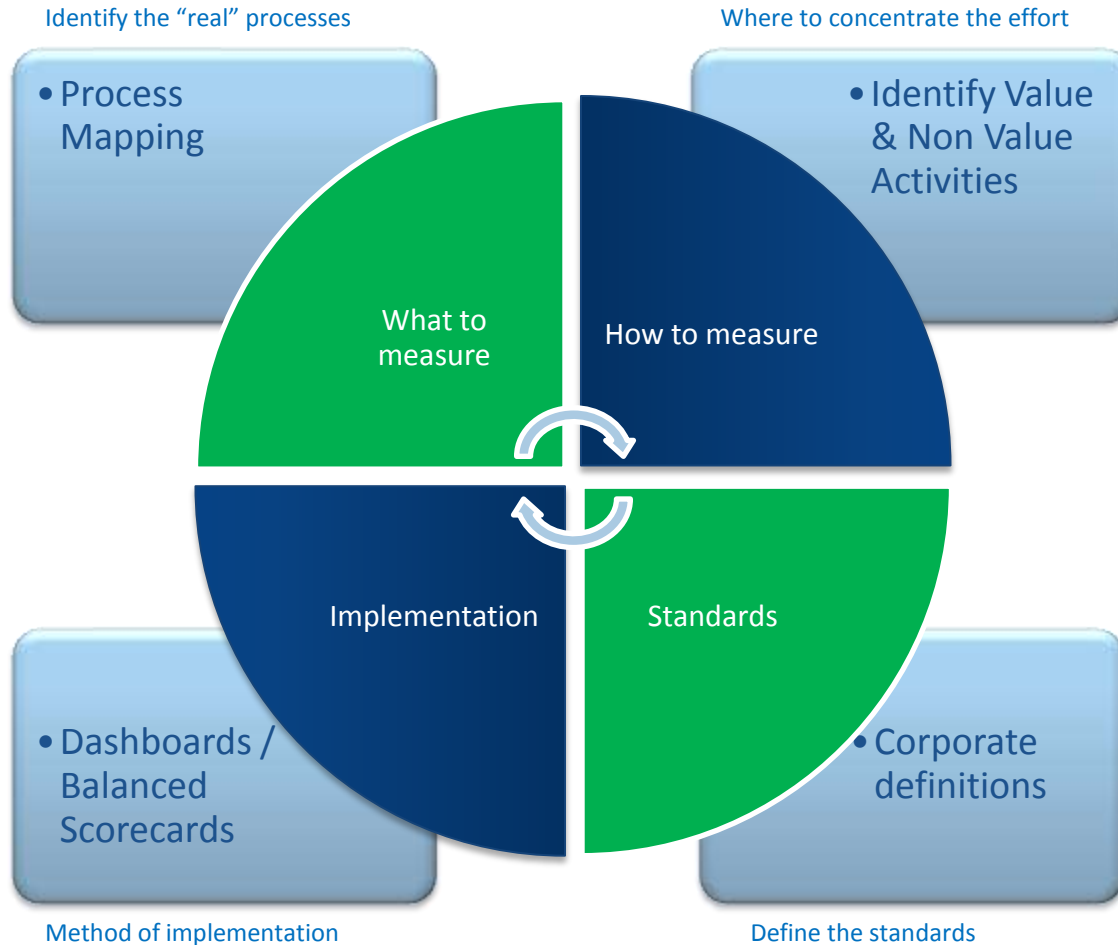 Identify the “real” processes
Where to concentrate the effort
• Process
Mapping
• Identify Value
& Non Value
Activities
What to
measure
How to measure
Implementation
Standards
• Dashboards /
Balanced
Scorecards
• Corporate
definitions
Method of implementation
Define the standards